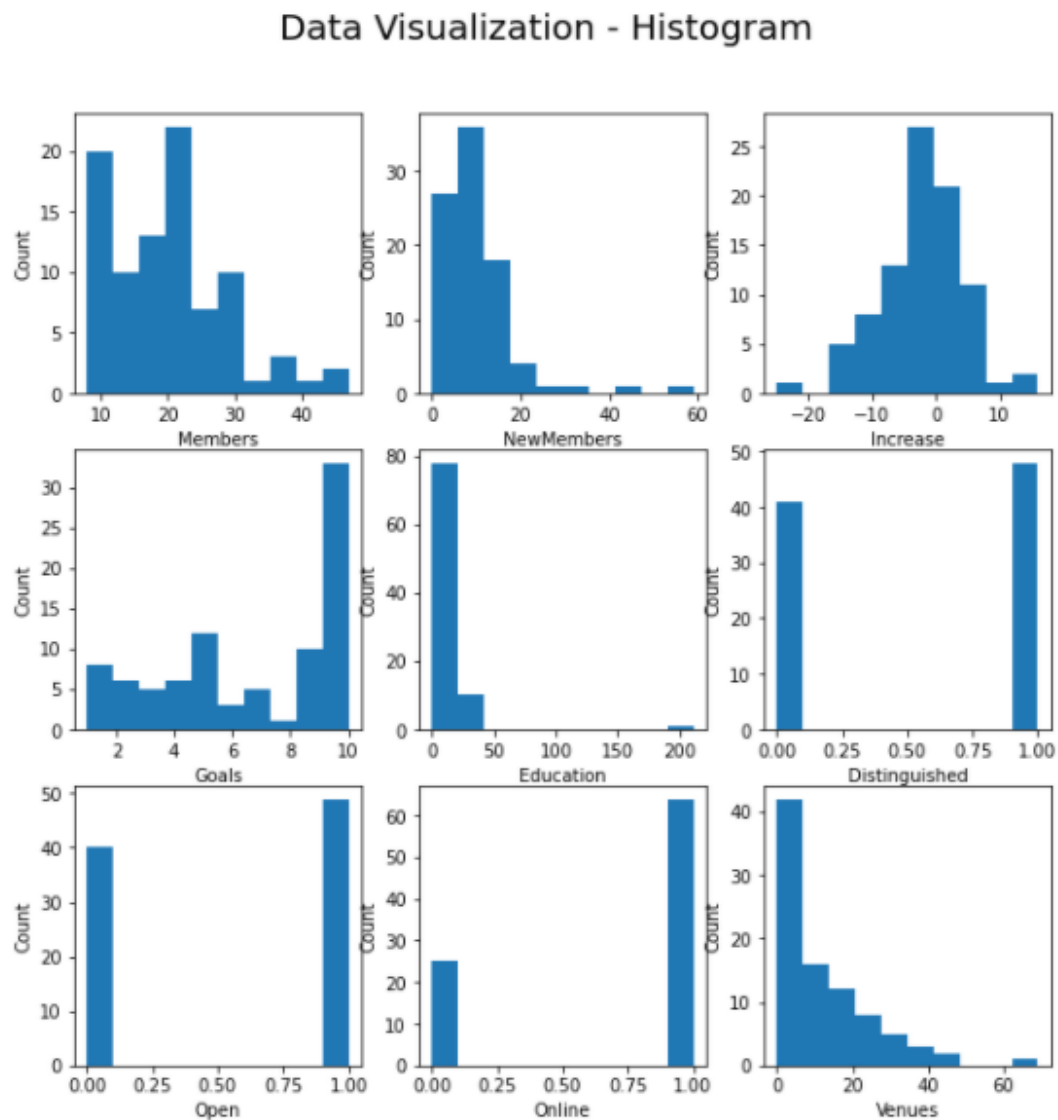 Data Visualization - Histogram
20
15
10
5
0
Count
10 20 30 40
Members
30
20
10
0
Count
0 20 40 60
NewMembers
25
20
15
10
5
0
Count
−20 −10 0 10
Increase
30
25
20
15
10
5
0
Count
2 4 6 8 10
Goals
80
60
40
20
0
Count
0 50 100 150 200
Education
50
40
30
20
10
0
Count
0.00 0.25 0.50 0.75 1.00
Distinguished
50
40
30
20
10
0
Count
0.00 0.25 0.50 0.75 1.00
Open
60
50
40
30
20
10
0
Count
0.00 0.25 0.50 0.75 1.00
Online
40
30
20
10
0
Count
0 20 40 60
Venues